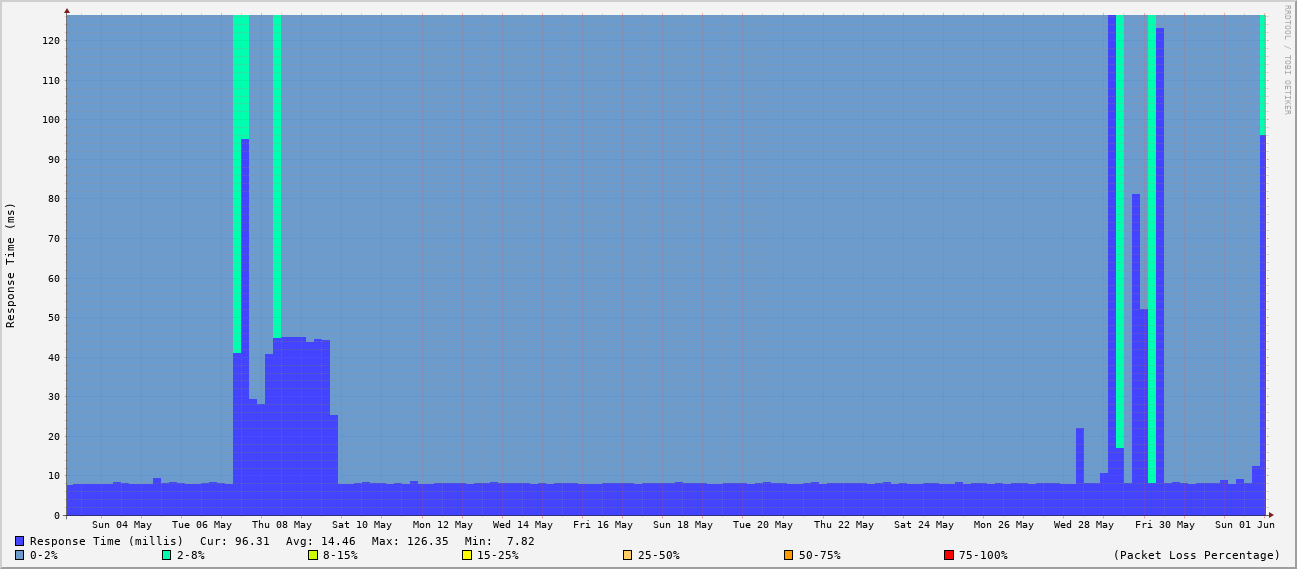 RRDTOOL / TOBI OETIKER
Response Time (ms)
120
110
100
90
80
70
60
50
40
30
20
10
0
Sun 04 May Tue 06 May Thu 08 May Sat 10 May Mon 12 May Wed 14 May Fri 16 May Sun 18 May Tue 20 May Thu 22 May Sat 24 May Mon 26 May Wed 28 May Fri 30 May Sun 01 Jun
Response Time (millis) Cur: 96.31 Avg: 14.46 Max: 126.35 Min: 7.82
0-2% 2-8% 8-15% 15-25% 25-50% 50-75% 75-100% (Packet Loss Percentage)